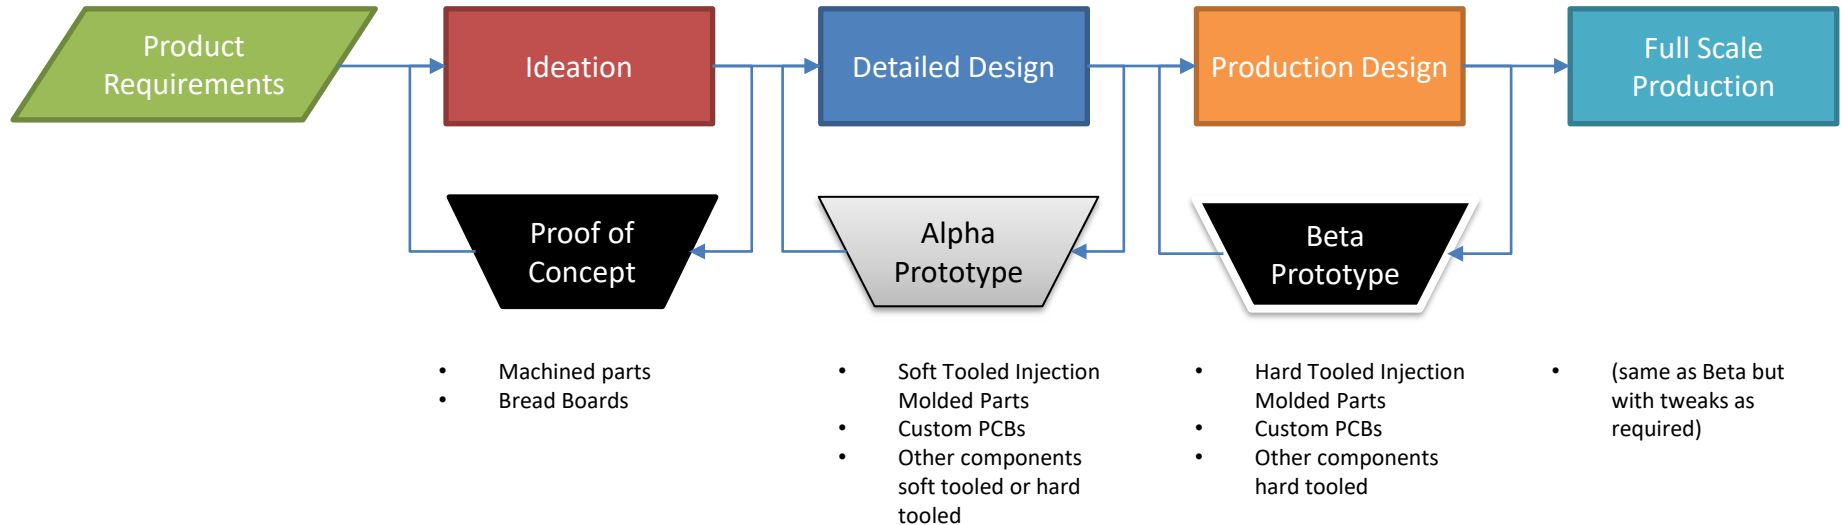 Product
Requirements
Ideation
Detailed Design
Production Design
Full Scale
Production
Proof of
Concept
Alpha
Prototype
Beta
Prototype
• Machined parts
• Bread Boards
• Soft Tooled Injection
Molded Parts
• Custom PCBs
• Other components
soft tooled or hard
tooled
• Hard Tooled Injection
Molded Parts
• Custom PCBs
• Other components
hard tooled
• (same as Beta but
with tweaks as
required)